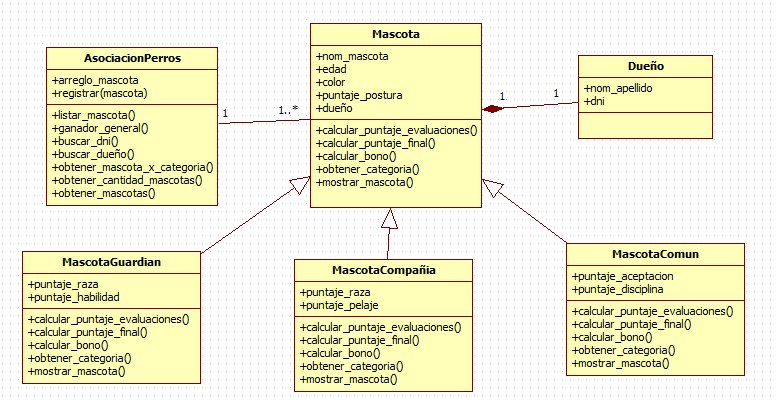 AsociacionPerros
+arreglo_mascota
+registrar(mascota)
+listar_mascota()
+ganador_general()
+buscar_dni()
+buscar_dueño()
+obtener_mascota_x_categoria()
+obtener_cantidad_mascotas()
+obtener_mascotas()
1
1..*
Mascota
+nom_mascota
+edad
+color
+puntaje_postura
+dueño
+calcular_puntaje_evaluaciones()
+calcular_puntaje_final()
+calcular_bono()
+obtener_categoria()
+mostrar_mascota()
1
1
Dueño
+nom_apellido
+dni
MascotaGuardian
+puntaje_raza
+puntaje_habilidad
+calcular_puntaje_evaluaciones()
+calcular_puntaje_final()
+calcular_bono()
+obtener_categoria()
+mostrar_mascota()
MascotaCompañia
+puntaje_raza
+puntaje_pelaje
+calcular_puntaje_evaluaciones()
+calcular_puntaje_final()
+calcular_bono()
+obtener_categoria()
+mostrar_mascota()
MascotaComun
+puntaje_aceptacion
+puntaje_disciplina
+calcular_puntaje_evaluaciones()
+calcular_puntaje_final()
+calcular_bono()
+obtener_categoria()
+mostrar_mascota()